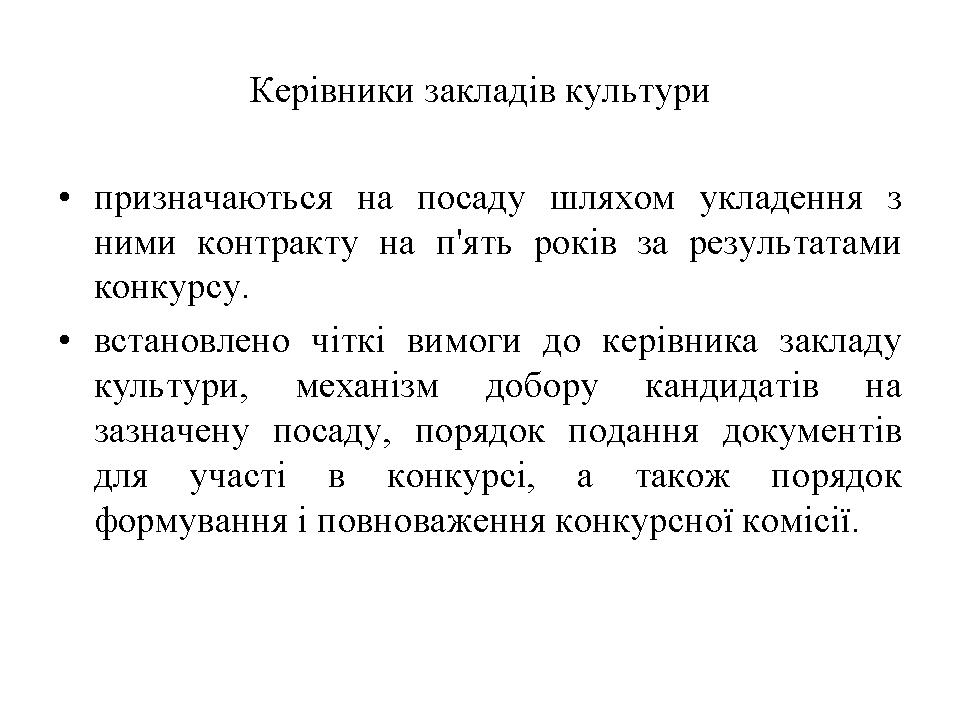 Керівники закладів культури
• призначаються на посаду шляхом укладення з
ними контракту на п'ять років за результатами
конкурсу.
• встановлено чіткі вимоги до керівника закладу
культури, механізм добору кандидатів на
зазначену посаду, порядок подання документів
для участі в конкурсі, а також порядок
формування і повноваження конкурсної комісії.